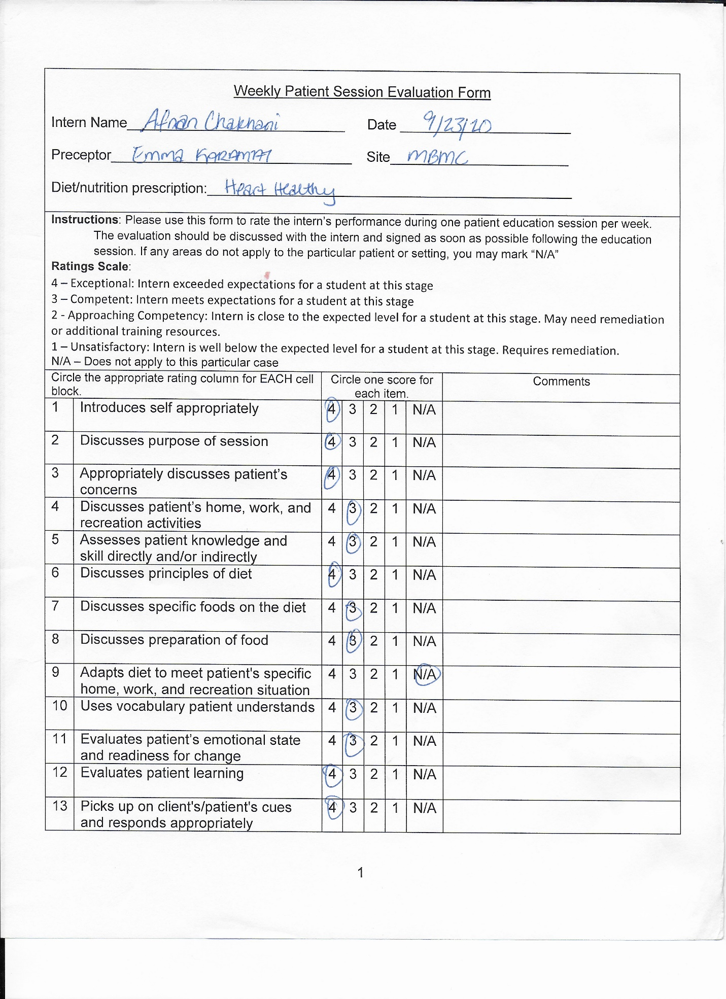 Weekly Patient Session Evaluation Form
Intern Name Afnan Chakhani Date 9/23/20
Preceptor Emma KARAMAT Site MBMC
Diet/nutrition prescription: Heart Healthy
Instructions: Please use this form to rate the intern's performance during one patient education session per week.
The evaluation should be discussed with the intern and signed as soon as possible following the education
session. If any areas do not apply to the particular patient or setting, you may mark “N/A”
Ratings Scale:
4 – Exceptional: Intern exceeded expectations for a student at this stage
3 – Competent: Intern meets expectations for a student at this stage
2 - Approaching Competency: Intern is close to the expected level for a student at this stage. May need remediation
or additional training resources.
1 – Unsatisfactory: Intern is well below the expected level for a student at this stage. Requires remediation.
N/A – Does not apply to this particular case
Circle the appropriate rating column for EACH cell Circle one score for Comments
block. each item.
1 Introduces self appropriately 4 3 2 1 N/A
2 Discusses purpose of session 4 3 2 1 N/A
3 Appropriately discusses patient's 4 3 2 1 N/A
concerns
4 Discusses patient's home, work, and 4 3 2 1 N/A
recreation activities
5 Assesses patient knowledge and 4 3 2 1 N/A
skill directly and/or indirectly
6 Discusses principles of diet 4 3 2 1 N/A
7 Discusses specific foods on the diet 4 3 2 1 N/A
8 Discusses preparation of food 4 3 2 1 N/A
9 Adapts diet to meet patient's specific 4 3 2 1 N/A
home, work, and recreation situation
10 Uses vocabulary patient understands 4 3 2 1 N/A
11 Evaluates patient's emotional state 4 3 2 1 N/A
and readiness for change
12 Evaluates patient learning 4 3 2 1 N/A
13 Picks up on client's/patient's cues 4 3 2 1 N/A
and responds appropriately
1